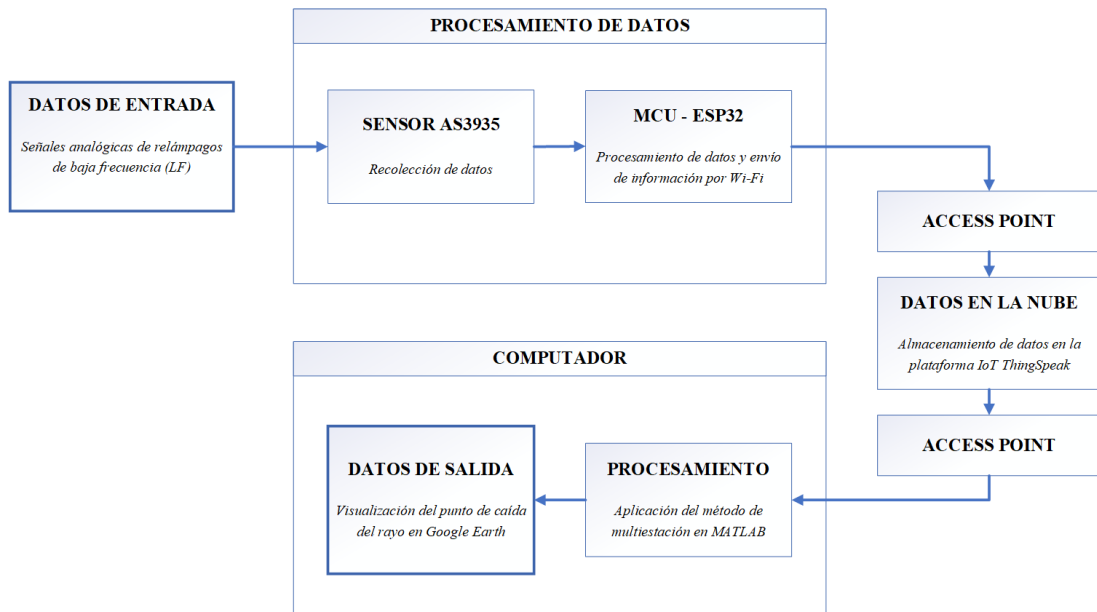 PROCESAMIENTO DE DATOS
DATOS DE ENTRADA
Señales analógicas de relámpagos
de baja frecuencia (LF)
SENSOR AS3935
Recolección de datos
MCU - ESP32
Procesamiento de datos y envío
de información por Wi-Fi
ACCESS POINT
DATOS EN LA NUBE
Almacenamiento de datos en la
plataforma IoT ThingSpeak
ACCESS POINT
COMPUTADOR
PROCESAMIENTO
Aplicación del método de
multiestación en MATLAB
DATOS DE SALIDA
Visualización del punto de caída
del rayo en Google Earth